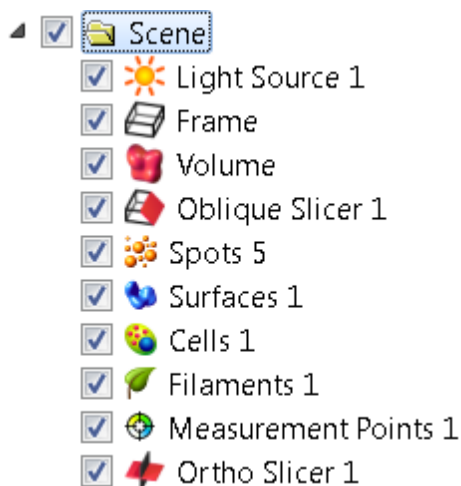 Scene
Light Source 1
Frame
Volume
Oblique Slicer 1
Spots 5
Surfaces 1
Cells 1
Filaments 1
Measurement Points 1
Ortho Slicer 1